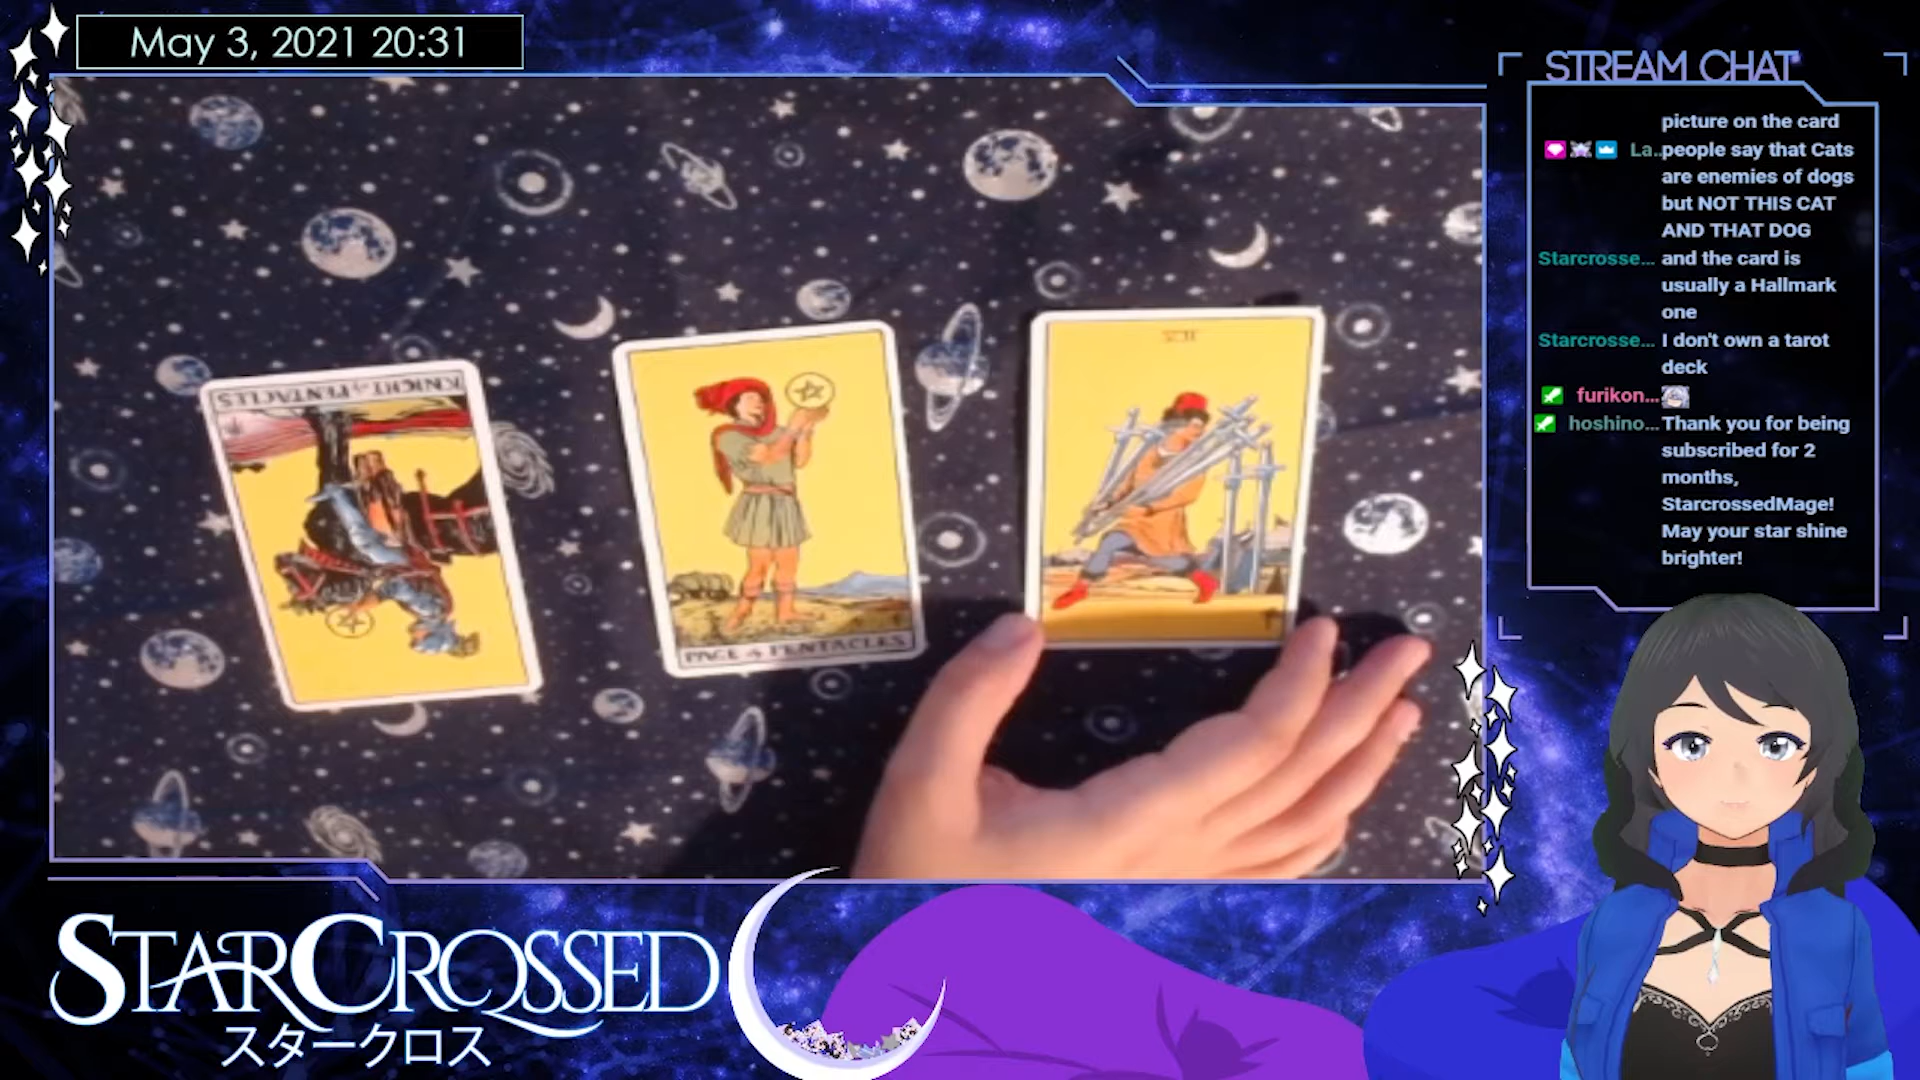 May 3, 2021 20:31
STREAM CHAT
picture on the card
La..people say that Cats
are enemies of dogs
but NOT THIS CAT
AND THAT DOG
Starcrosse... and the card is
usually a Hallmark
one
Starcrosse... I don't own a tarot
deck
furikon...
hoshino...Thank you for being
subscribed for 2
months,
StarcrossedMage!
May your star shine
brighter!
KNIGHT of PENTACLES
PAGE of PENTACLES
VII
STARCROSSED
スタークロス